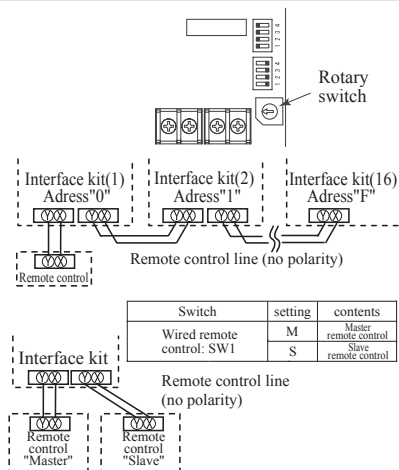 1 2 3 4
1 2 3 4
Rotary
switch
Interface kit(1)
Adress"0"
Interface kit(2)
Adress"1"
Interface kit(16)
Adress"F"
Y X
Y X
Y X
Y X
Y X
Remote control line (no polarity)
Y X
Remote control
Switch setting contents
Wired remote
control: SW1
M Master
remote control
S Slave
remote control
Interface kit
Y X
Y X
Remote control line
(no polarity)
Y X
Y X
Remote
control
"Master"
Remote
control
"Slave"